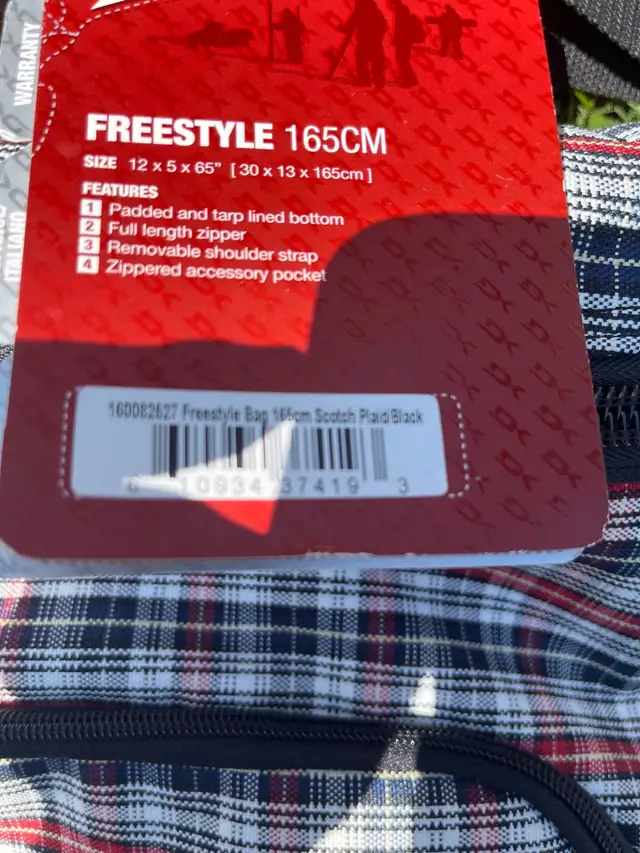 WARRANTY
FREESTYLE 165CM
SIZE 12 x 5 x 65" [ 30 x 13 x 165cm ]
FEATURES
1 Padded and tarp lined bottom
2 Full length zipper
3 Removable shoulder strap
4 Zippered accessory pocket
ITALIANO
160082627 Freestyle Bag 165cm Scotch Plaid/Black
10934 37419 3